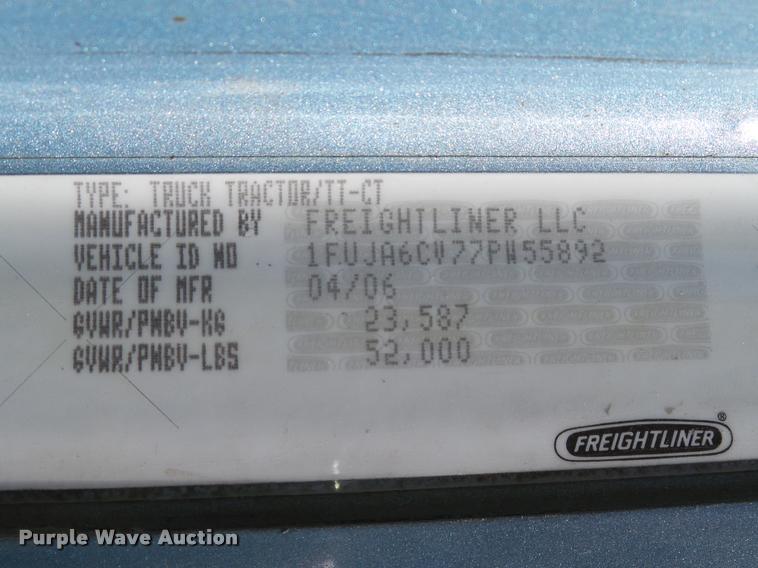 TYPE: TRUCK TRACTOR/TT-CT
MANUFACTURED BY FREIGHTLINER LLC
VEHICLE ID NO 1FUJA6CV77PW55892
DATE OF MFR 04/06
GVWR/PNBV-KG 23,587
GVWR/PNBV-LBS 52,000
FREIGHTLINER®
Purple Wave Auction